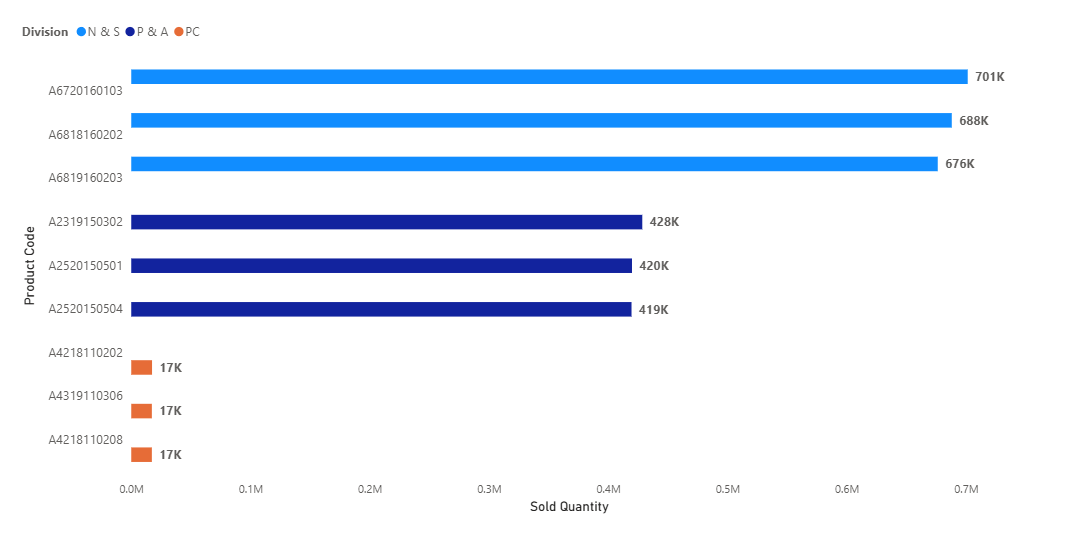 Division N & S P & A PC
A6720160103 701K
A6818160202 688K
A6819160203 676K
A2319150302 428K
A2520150501 420K
A2520150504 419K
A4218110202 17K
A4319110306 17K
A4218110208 17K
Product Code
0.0M 0.1M 0.2M 0.3M 0.4M 0.5M 0.6M 0.7M
Sold Quantity